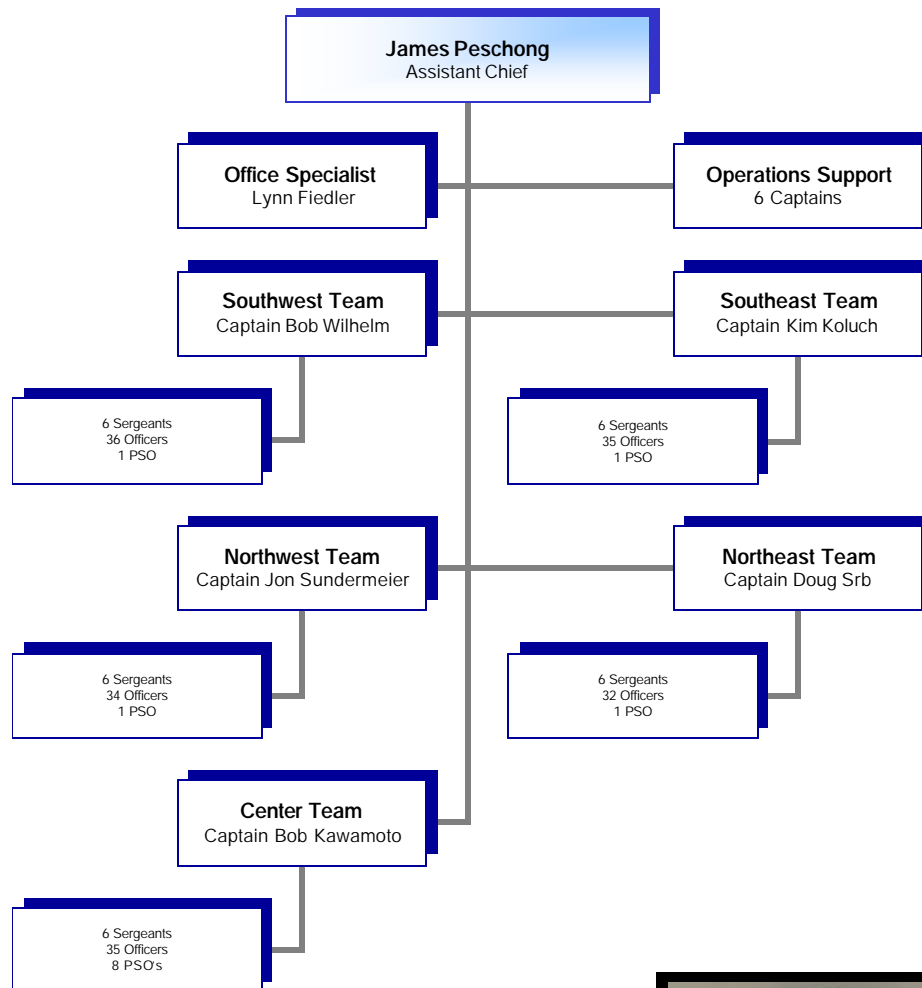 James Peschong
Assistant Chief
Office Specialist
Lynn Fiedler
Operations Support
6 Captains
Southwest Team
Captain Bob Wilhelm
Southeast Team
Captain Kim Koluch
6 Sergeants
36 Officers
1 PSO
6 Sergeants
35 Officers
1 PSO
Northwest Team
Captain Jon Sundermeier
Northeast Team
Captain Doug Srb
6 Sergeants
34 Officers
1 PSO
6 Sergeants
32 Officers
1 PSO
Center Team
Captain Bob Kawamoto
6 Sergeants
35 Officers
8 PSO's